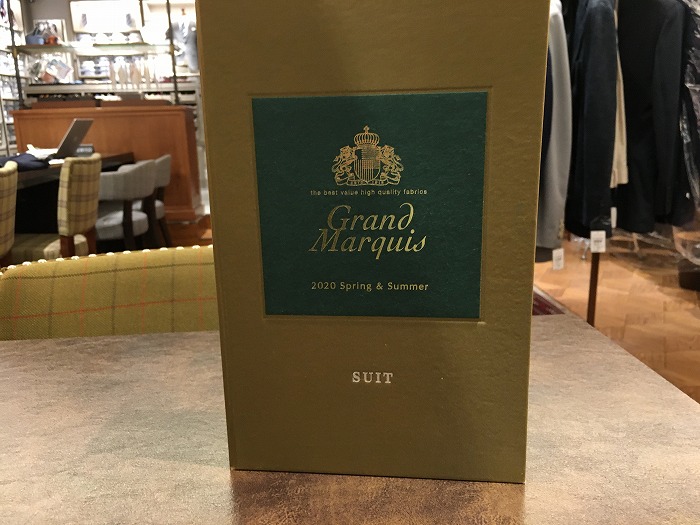 the best value high quality fabrics
Grand
Marquis
2020 Spring & Summer
SUIT